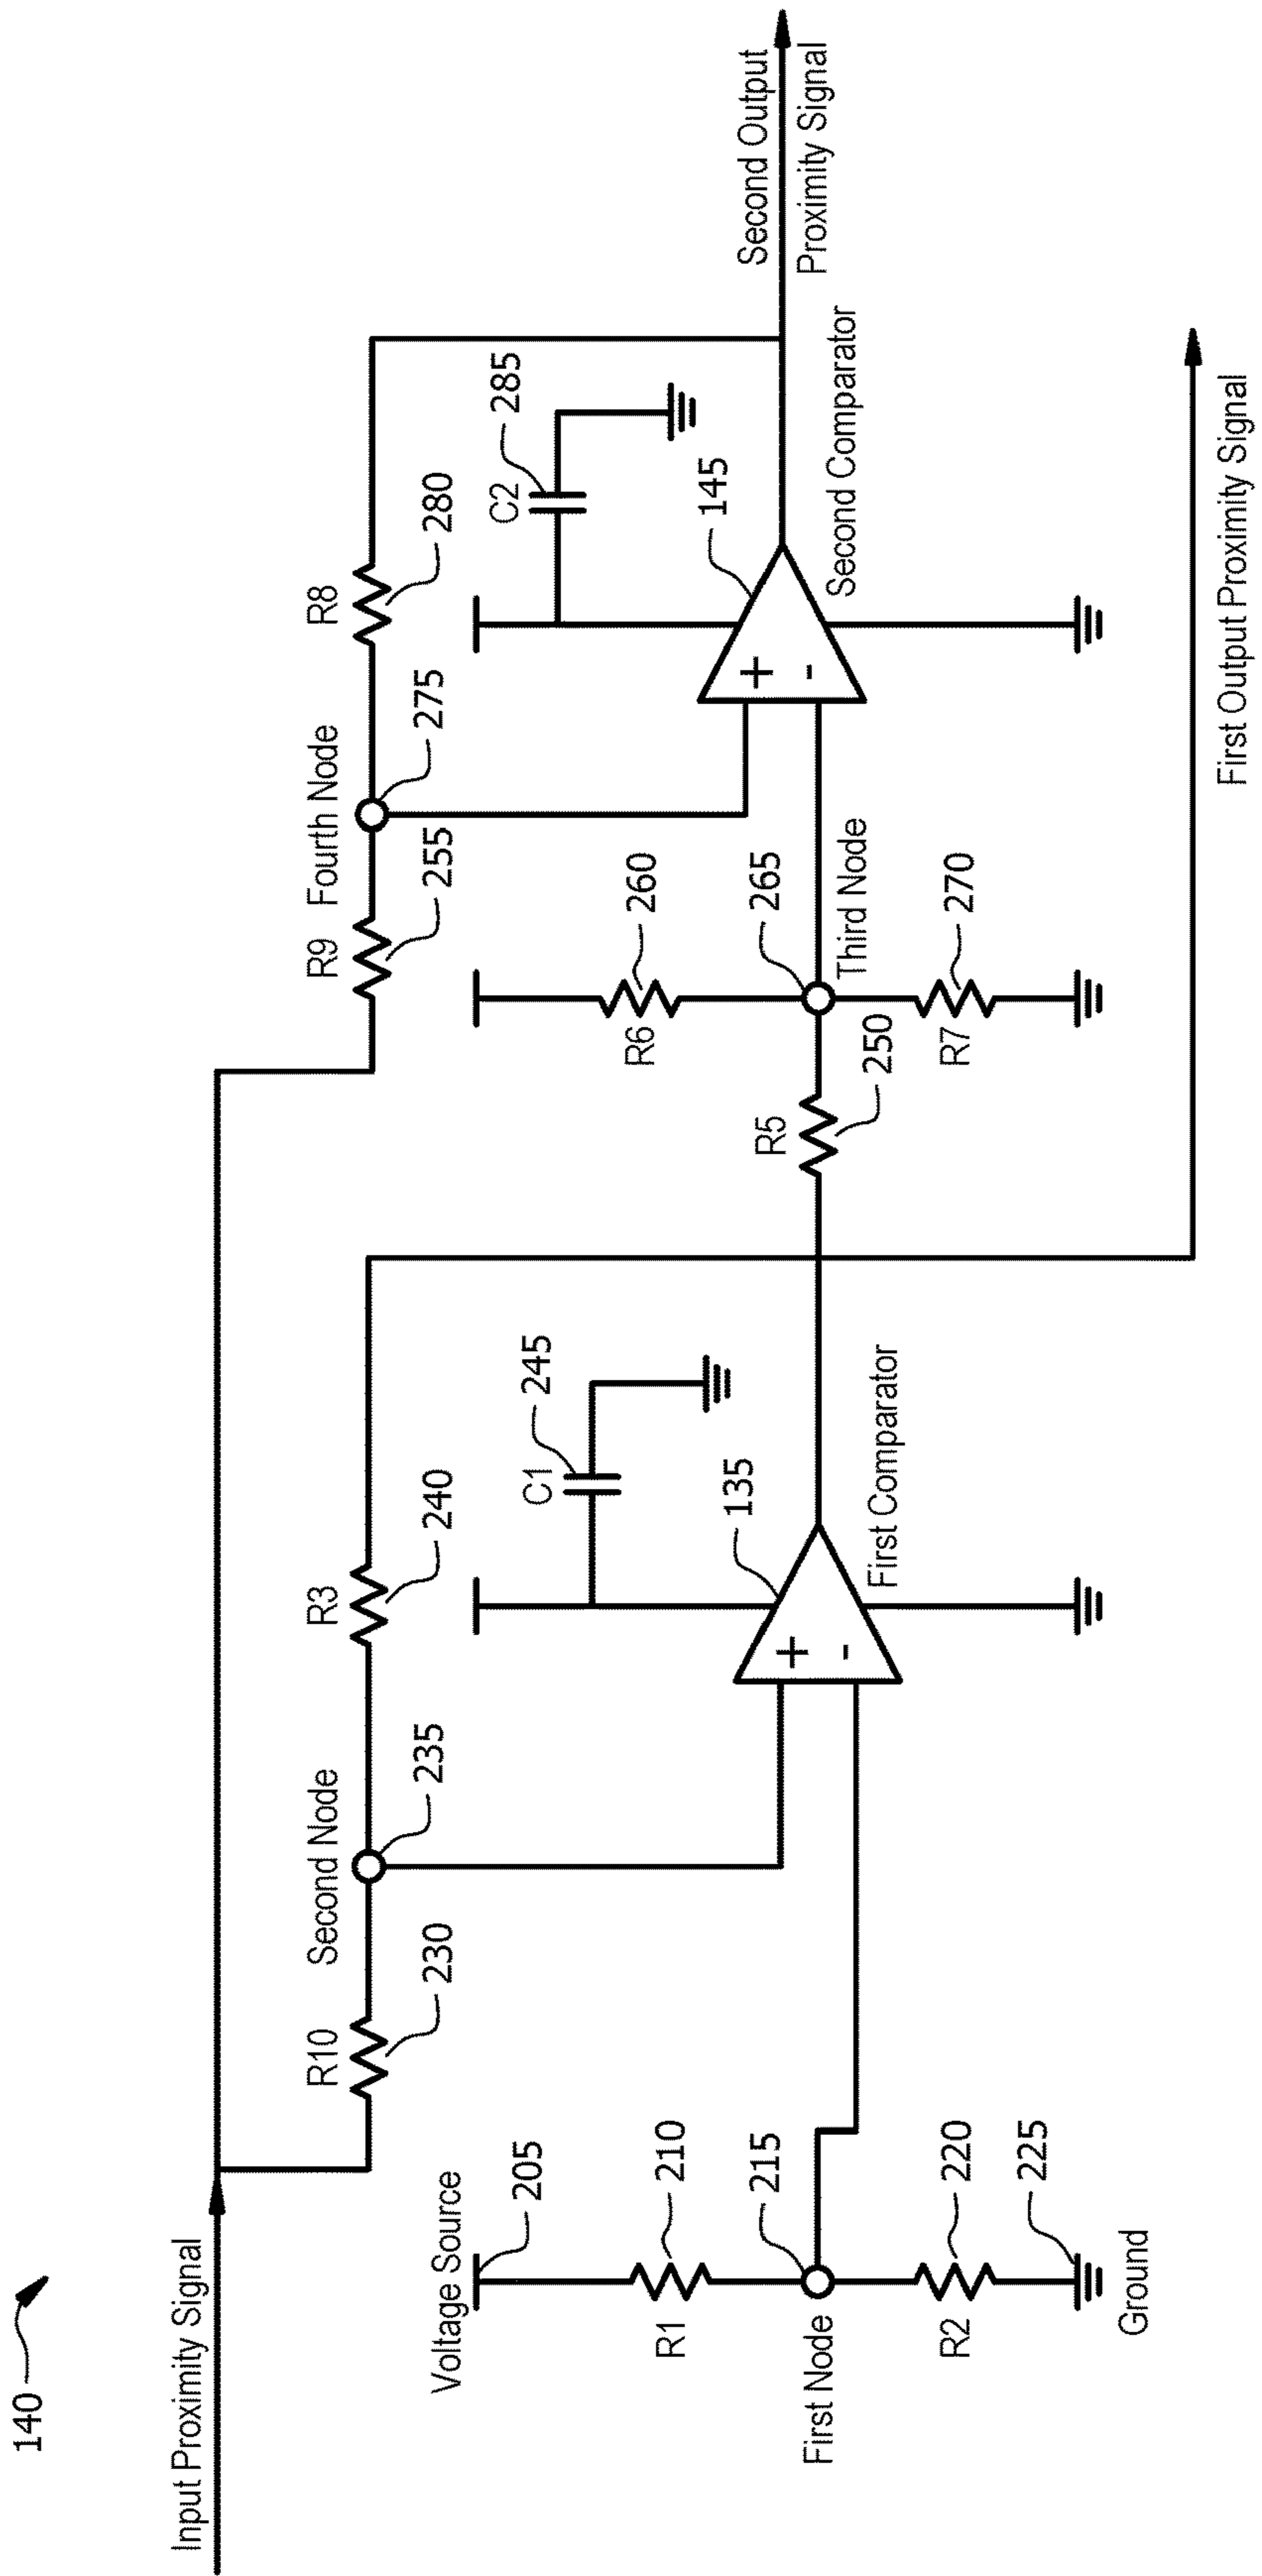 140
Input Proximity Signal
Second Output
Proximity Signal
R10
230
Second Node
235
R3
240
R9
255
Fourth Node
275
R8
280
C1
245
C2
285
Voltage Source
205
R1
210
First Node
215
R2
220
225
Ground
+
-
135
First Comparator
R5
250
R6
260
265
Third Node
R7
270
+
-
145
Second Comparator
First Output Proximity Signal